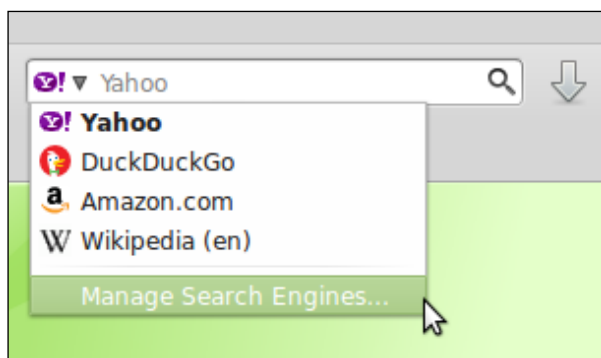 Y! Yahoo
Y! Yahoo
DuckDuckGo
a Amazon.com
W Wikipedia (en)
Manage Search Engines...